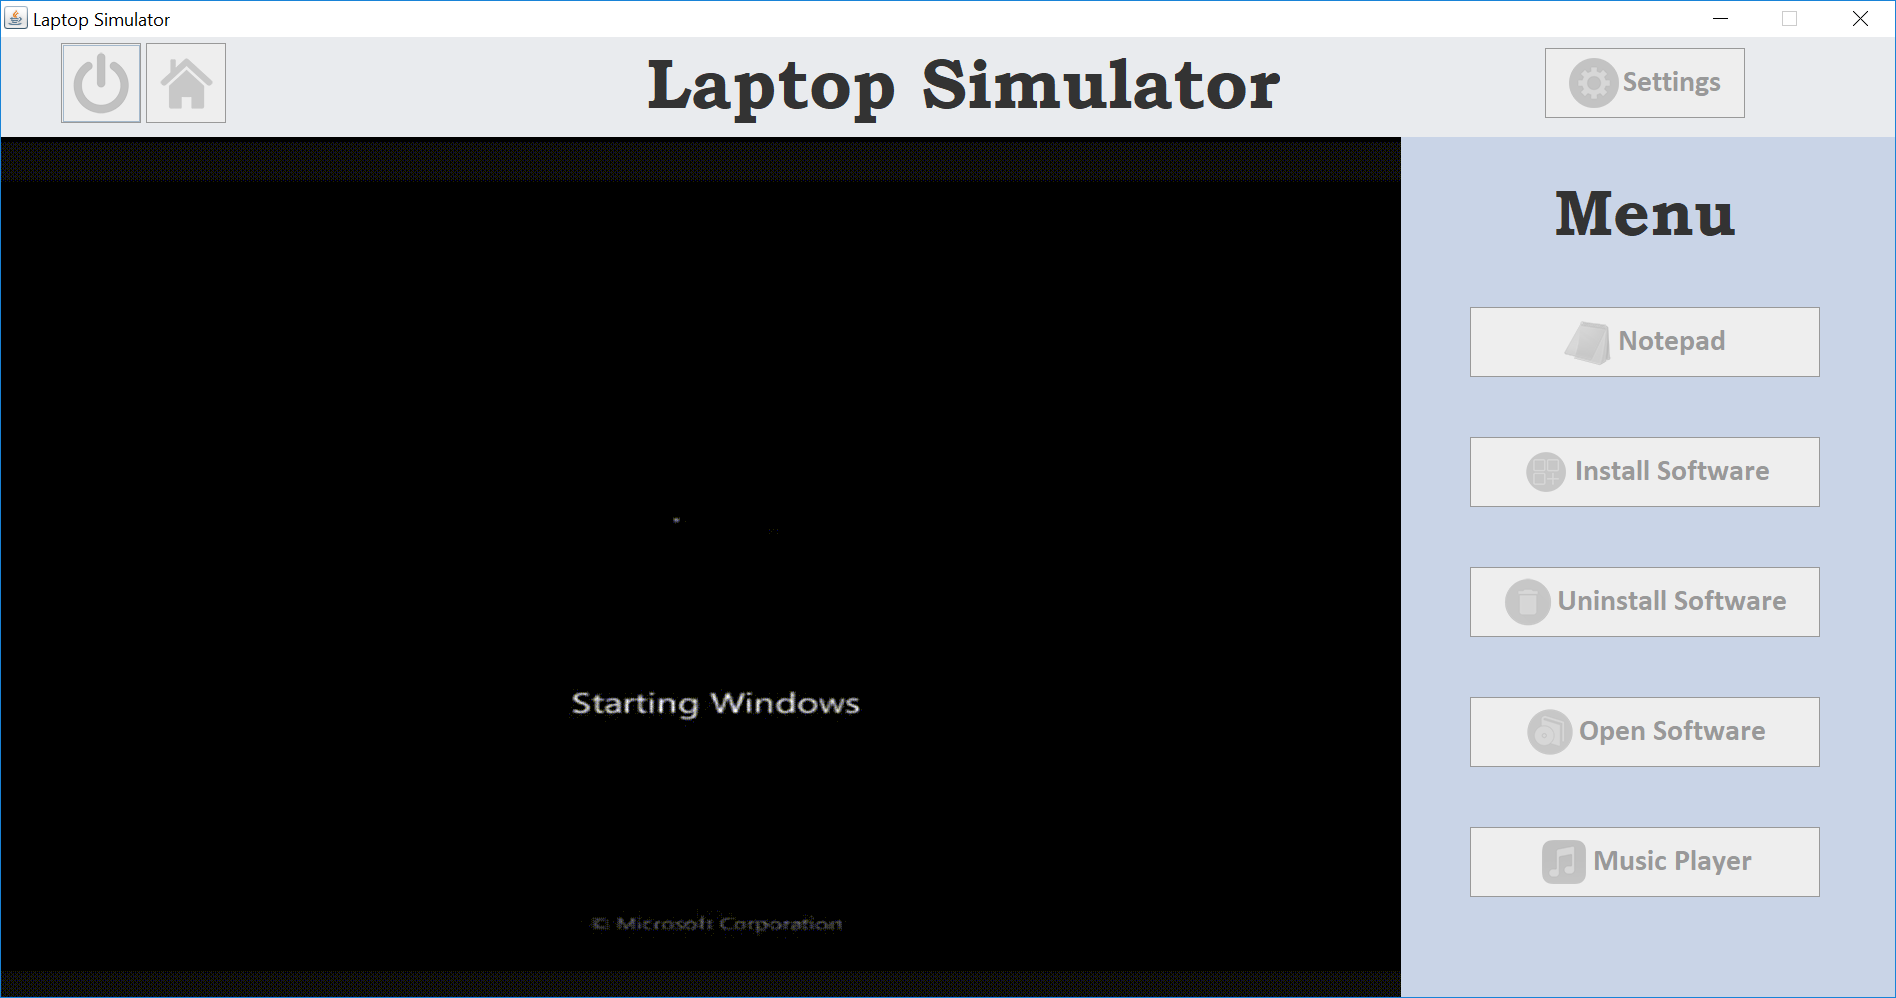 Laptop Simulator
Laptop Simulator
Settings
Menu
Notepad
Install Software
Uninstall Software
Open Software
Music Player
Starting Windows
© Microsoft Corporation